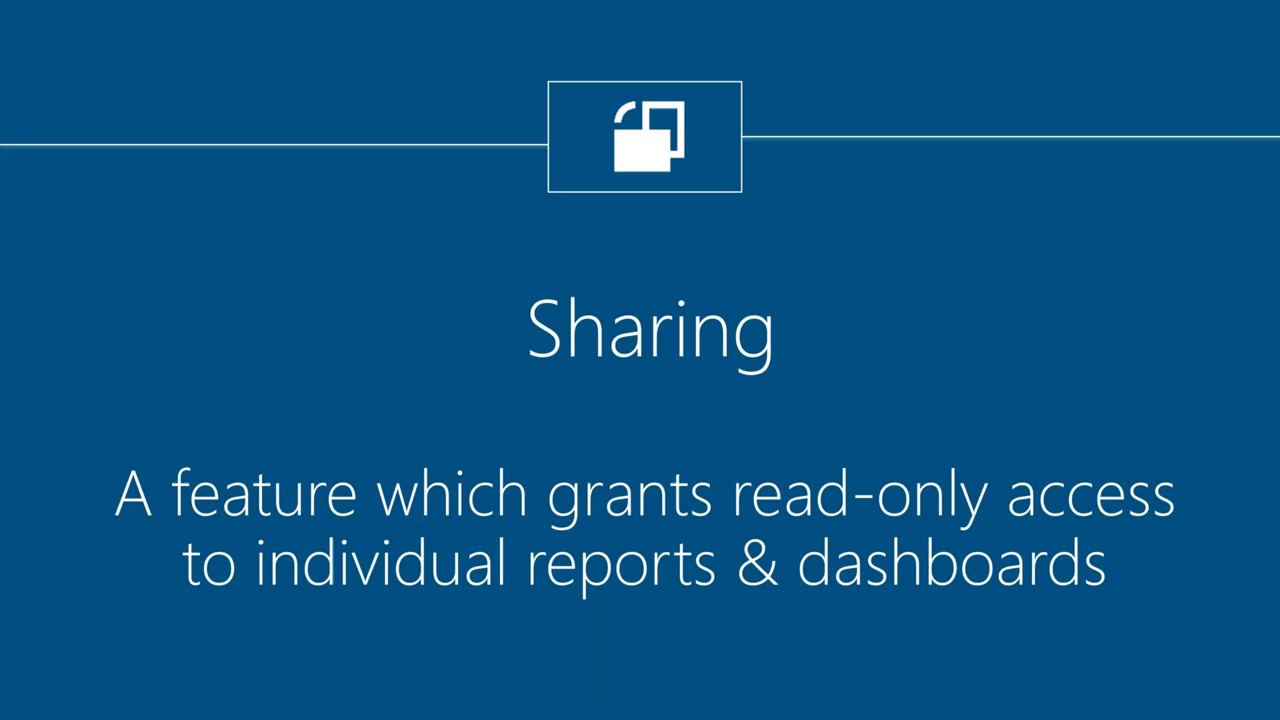 Sharing
A feature which grants read-only access
to individual reports & dashboards